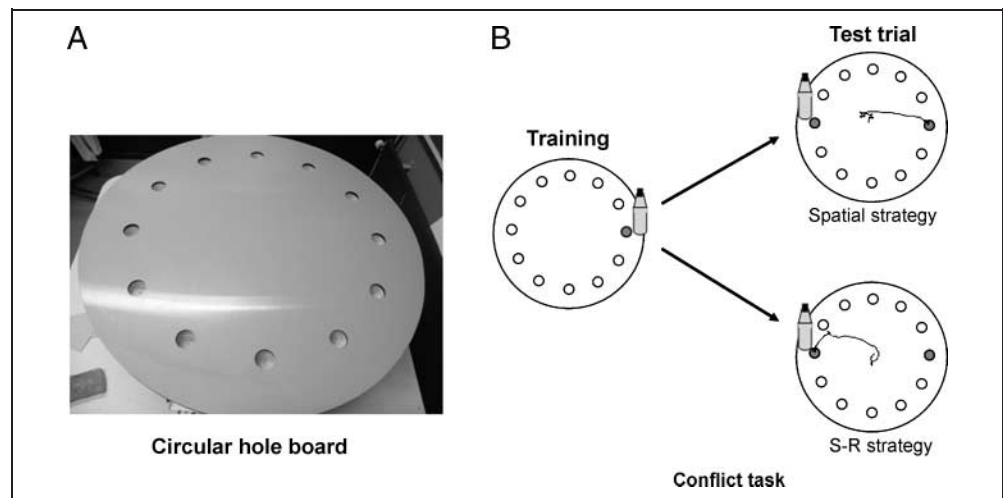 A
B
Circular hole board
Training
Test trial
Spatial strategy
S-R strategy
Conflict task